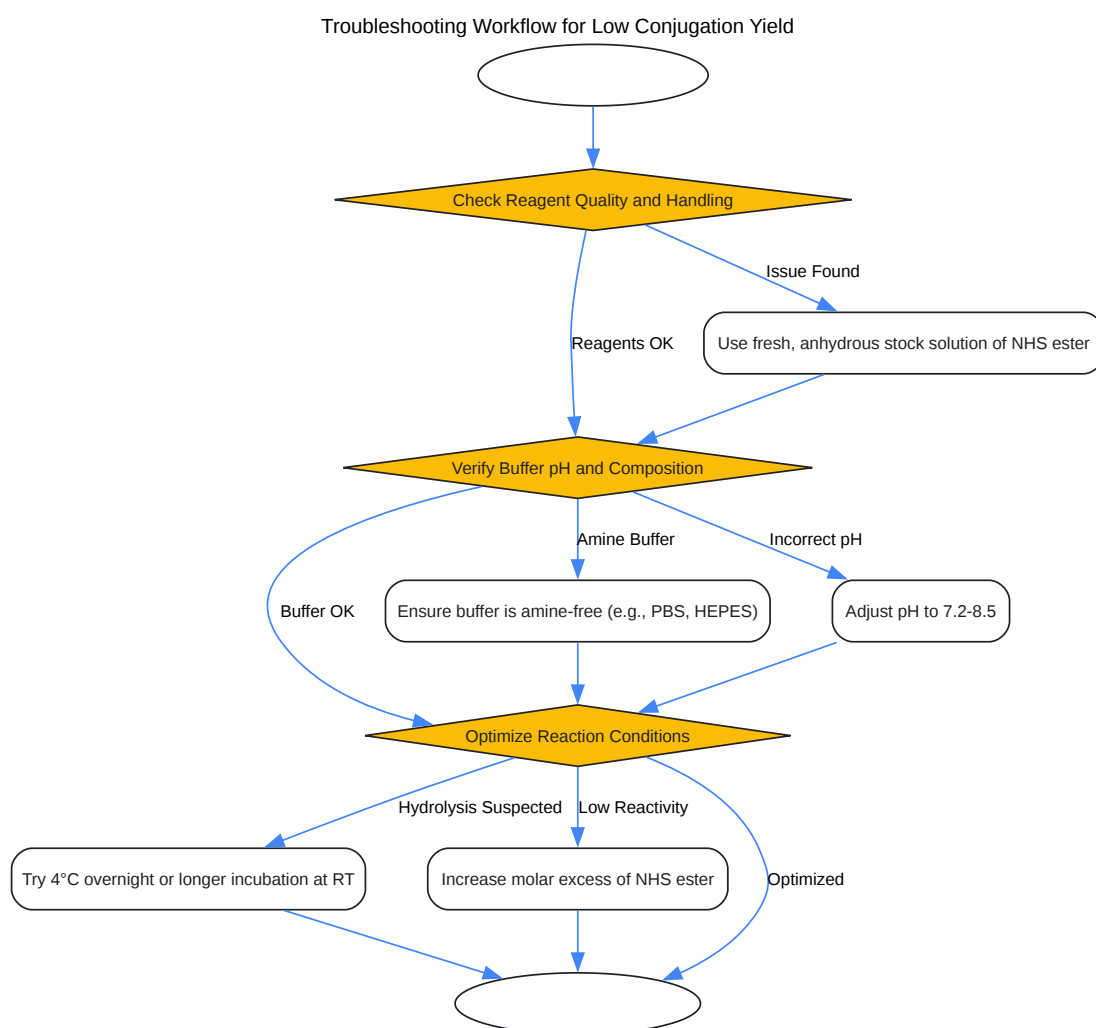 Troubleshooting Workflow for Low Conjugation Yield
Check Reagent Quality and Handling
Issue Found
Reagents OK
Use fresh, anhydrous stock solution of NHS ester
Verify Buffer pH and Composition
Amine Buffer
Incorrect pH
Buffer OK
Ensure buffer is amine-free (e.g., PBS, HEPES)
Adjust pH to 7.2-8.5
Optimize Reaction Conditions
Hydrolysis Suspected
Low Reactivity
Try 4°C overnight or longer incubation at RT
Increase molar excess of NHS ester
Optimized